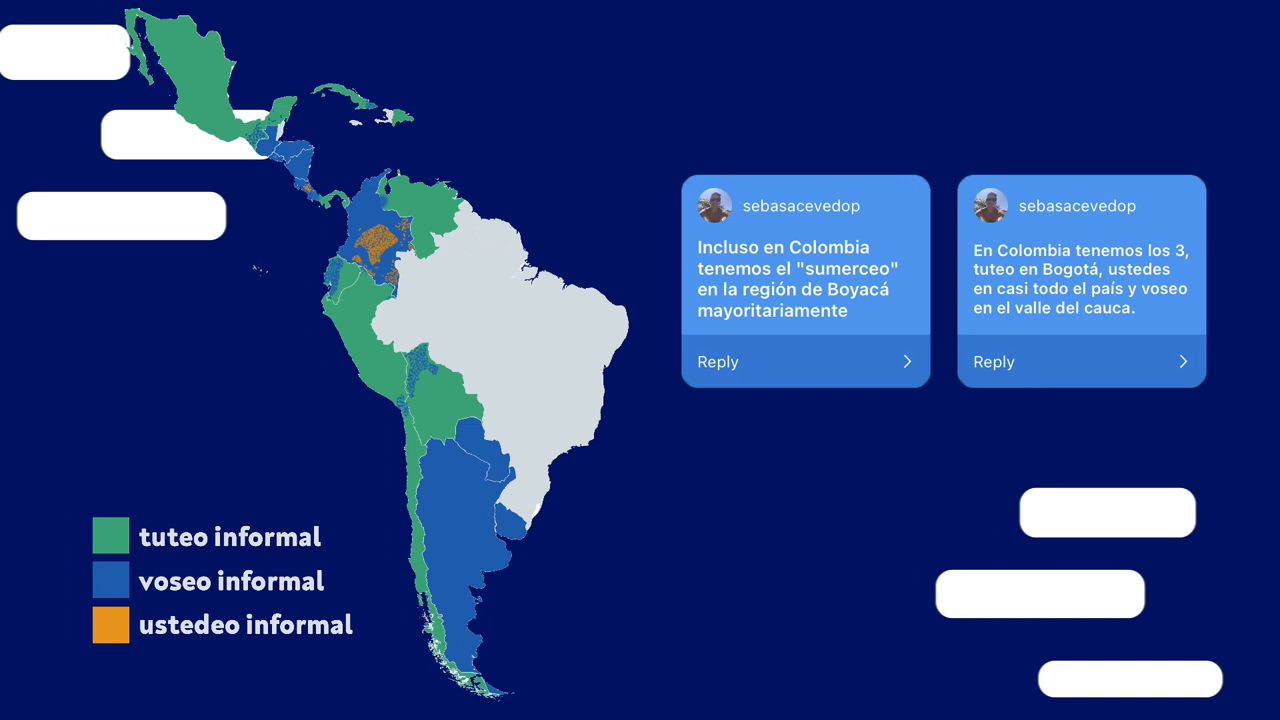 sebasacevedop
Incluso en Colombia
tenemos el "sumerceo"
en la región de Boyacá
mayoritariamente
Reply
sebasacevedop
En Colombia tenemos los 3,
tuteo en Bogotá, ustedes
en casi todo el país y voseo
en el valle del cauca.
Reply
tuteo informal
voseo informal
ustedeo informal